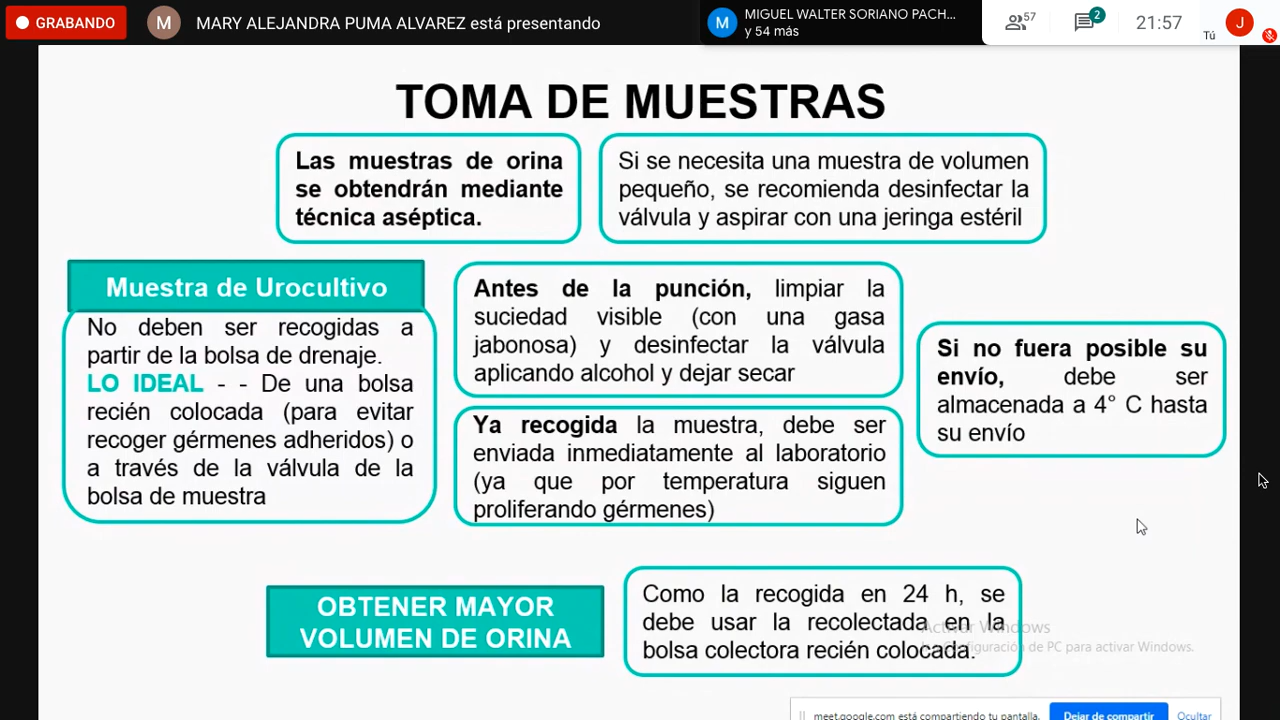 GRABANDO
M
MARY ALEJANDRA PUMA ALVAREZ está presentando
M
MIGUEL WALTER SORIANO PACH...
y 54 más
57
2
21:57
Tú
J
TOMA DE MUESTRAS
Las muestras de orina
se obtendrán mediante
técnica aséptica.
Si se necesita una muestra de volumen
pequeño, se recomienda desinfectar la
válvula y aspirar con una jeringa estéril
Muestra de Urocultivo
No deben ser recogidas a
partir de la bolsa de drenaje.
LO IDEAL - - De una bolsa
recién colocada (para evitar
recoger gérmenes adheridos) o
a través de la válvula de la
bolsa de muestra
Antes de la punción, limpiar la
suciedad visible (con una gasa
jabonosa) y desinfectar la válvula
aplicando alcohol y dejar secar
Ya recogida la muestra, debe ser
enviada inmediatamente al laboratorio
(ya que por temperatura siguen
proliferando gérmenes)
Si no fuera posible su
envío, debe ser
almacenada a 4° C hasta
su envío
OBTENER MAYOR
VOLUMEN DE ORINA
Como la recogida en 24 h, se
debe usar la recolectada en la
bolsa colectora recién colocada.
Activar Windows
Configuración de PC para activar Windows.
meet.google.com está compartiendo tu pantalla.
Dejar de compartir
Ocultar